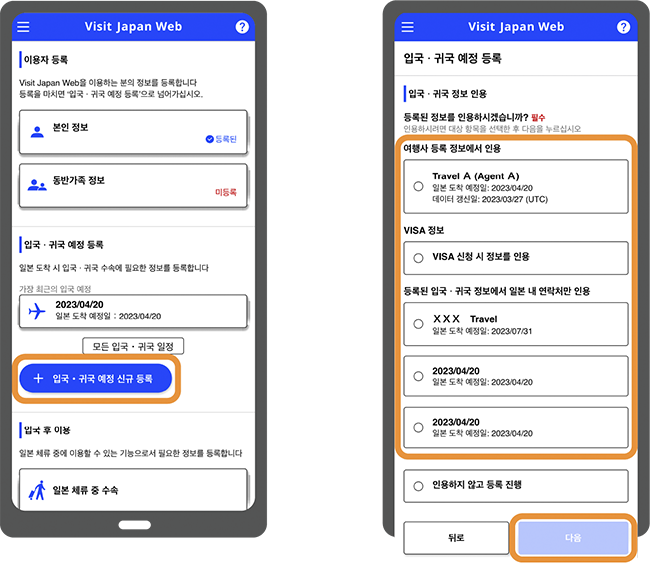 Visit Japan Web
?
이용자 등록
Visit Japan Web을 이용하는 분의 정보를 등록합니다
등록을 마치면 '입국・귀국 예정 등록'으로 넘어가십시오.
본인 정보
등록된
동반가족 정보
미등록
입국・귀국 예정 등록
일본 도착 시 입국・귀국 수속에 필요한 정보를 등록합니다
가장 최근의 입국 예정
2023/04/20
일본 도착 예정일 : 2023/04/20
모든 입국・귀국 일정
+ 입국・귀국 예정 신규 등록
입국 후 이용
일본 체류 중에 이용할 수 있는 기능으로서 필요한 정보를 등록합니다
일본 체류 중 수속
Visit Japan Web
?
입국・귀국 예정 등록
입국・귀국 정보 인용
등록된 정보를 인용하시겠습니까? 필수
인용하시려면 대상 항목을 선택한 후 다음을 누르십시오
여행사 등록 정보에서 인용
Travel A (Agent A)
일본 도착 예정일: 2023/04/20
데이터 갱신일: 2023/03/27 (UTC)
VISA 정보
VISA 신청 시 정보를 인용
등록된 입국・귀국 정보에서 일본 내 연락처만 인용
XXX Travel
일본 도착 예정일: 2023/07/31
2023/04/20
일본 도착 예정일: 2023/04/20
2023/04/20
일본 도착 예정일: 2023/04/20
인용하지 않고 등록 진행
뒤로
다음